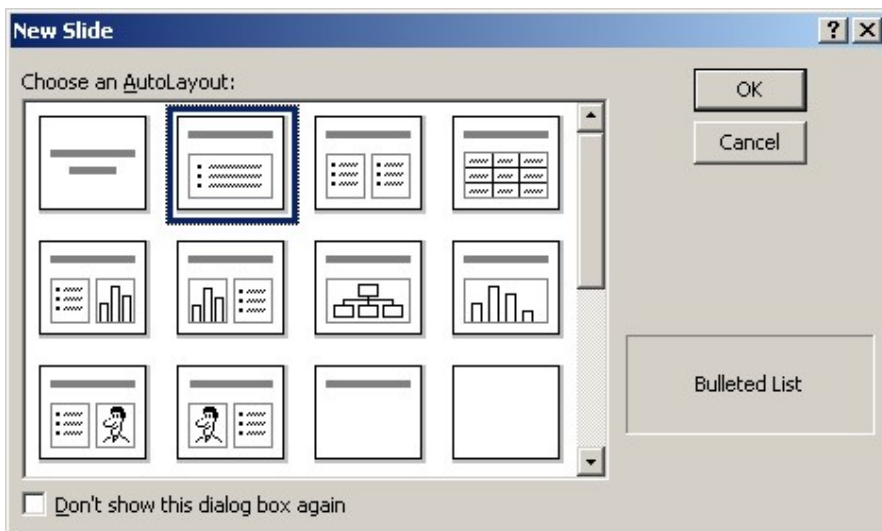 New Slide
Choose an AutoLayout:
OK
Cancel
Bulleted List
Don't show this dialog box again